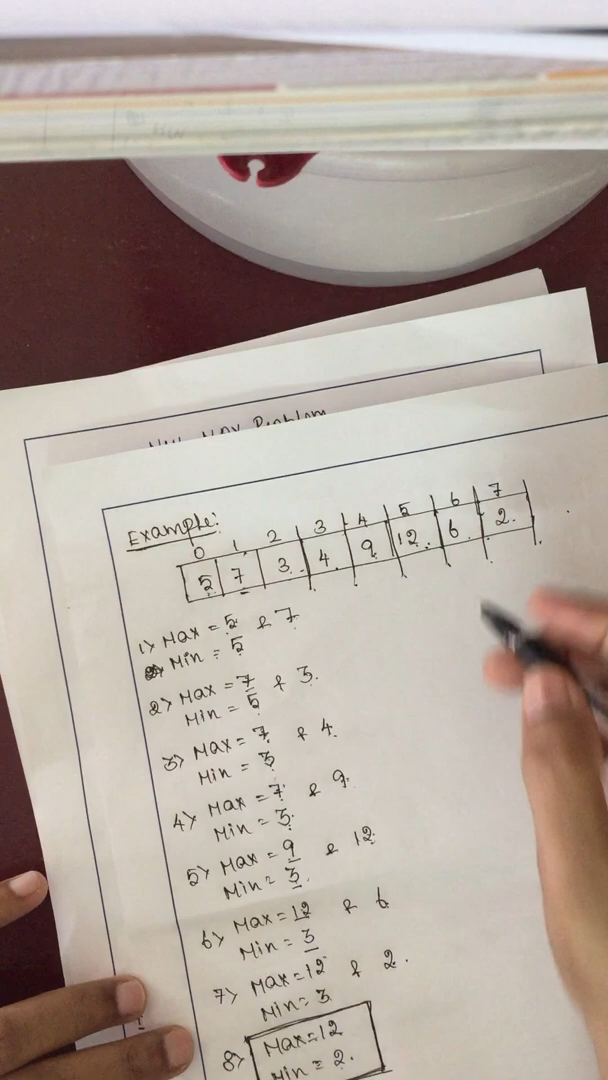 Problem
Example:
0 1 2 3 4 5 6 7
5 7 3 4 9 12 6 2
1> Max = 5 & 7
Min = 5
2> Max = 7 & 3.
Min = 5
3> Max = 7 & 4
Min = 3
4> Max = 7 & 9
Min = 3
5> Max = 9 & 12
Min = 3
6> Max = 12 & 6
Min = 3
7> Max = 12 & 2.
Min = 3
8> Max = 12
Min = 2.